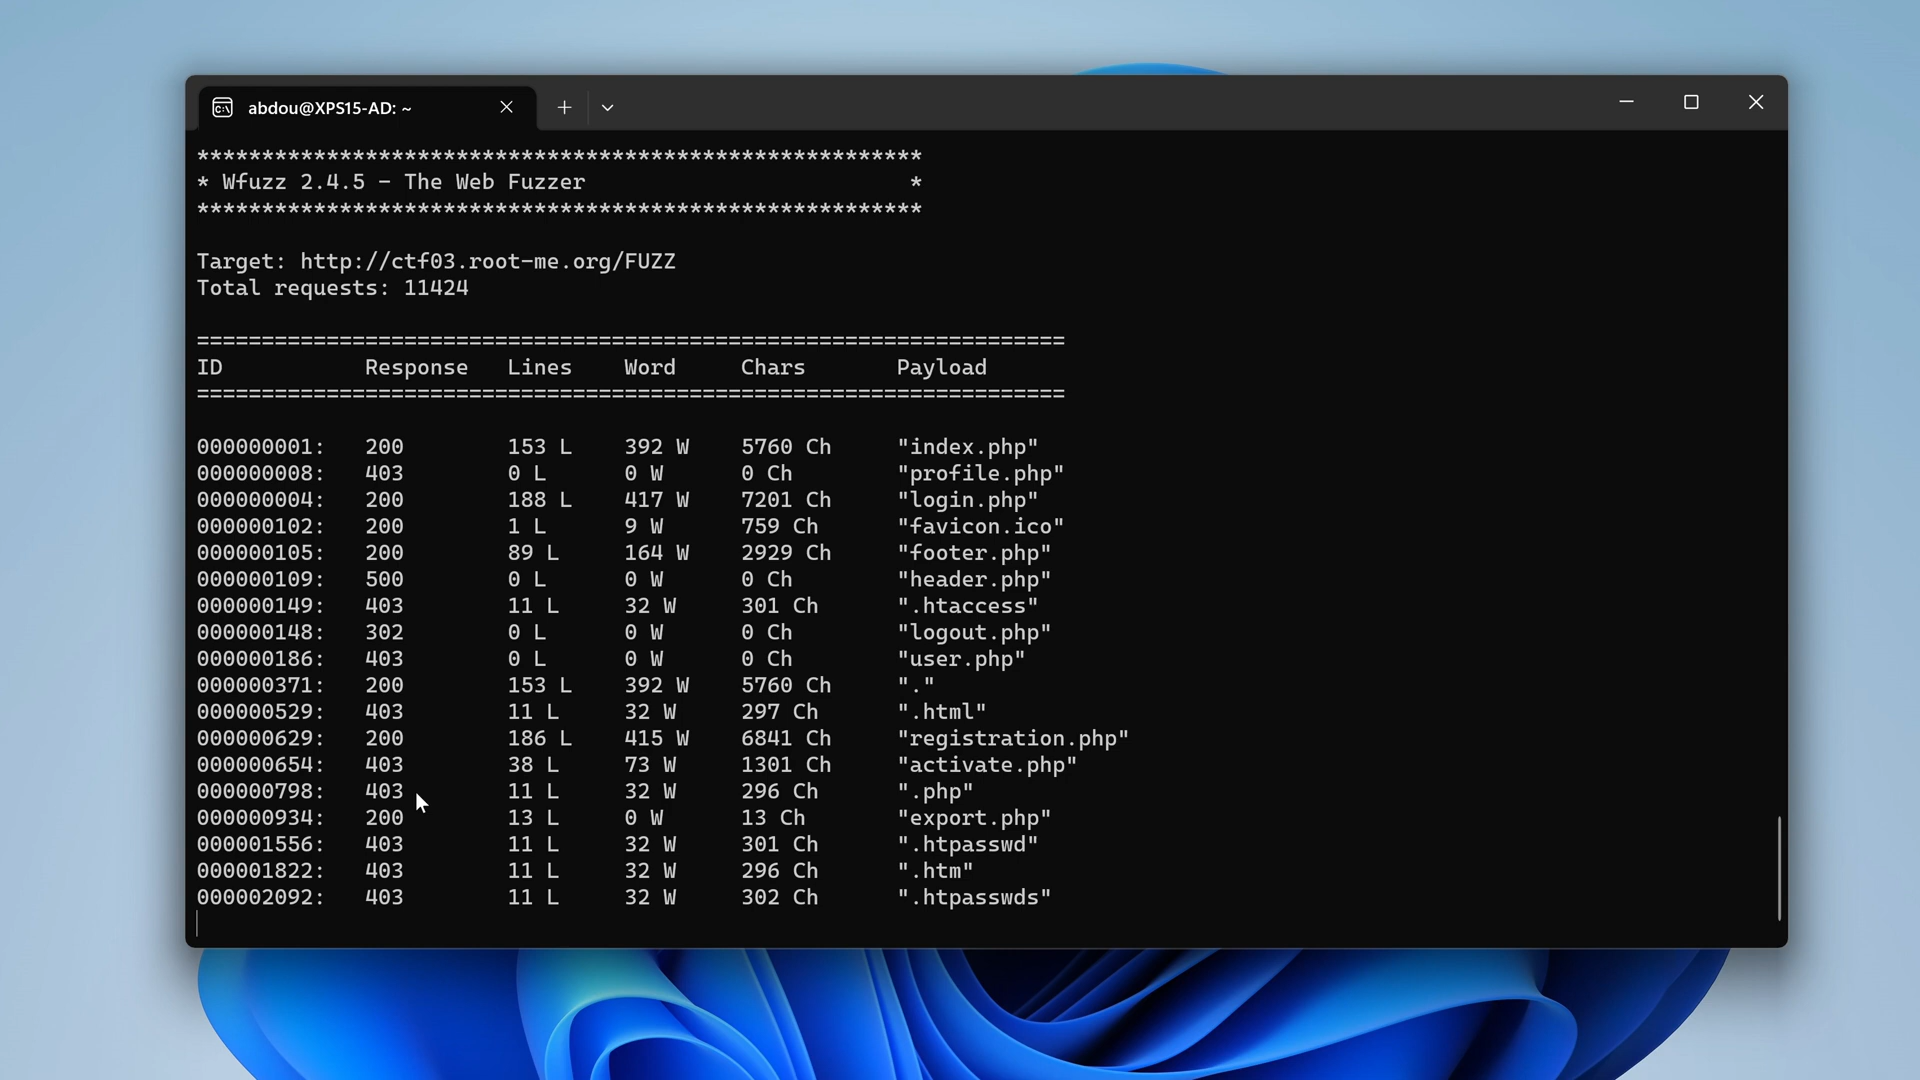 abdou@XPS15-AD: ~
********************************************************
* Wfuzz 2.4.5 - The Web Fuzzer                         *
********************************************************
Target: http://ctf03.root-me.org/FUZZ
Total requests: 11424
===================================================================
ID           Response   Lines    Word     Chars       Payload
===================================================================
000000001:   200        153 L    392 W    5760 Ch     "index.php"
000000008:   403        0 L      0 W      0 Ch        "profile.php"
000000004:   200        188 L    417 W    7201 Ch     "login.php"
000000102:   200        1 L      9 W      759 Ch      "favicon.ico"
000000105:   200        89 L     164 W    2929 Ch     "footer.php"
000000109:   500        0 L      0 W      0 Ch        "header.php"
000000149:   403        11 L     32 W     301 Ch      ".htaccess"
000000148:   302        0 L      0 W      0 Ch        "logout.php"
000000186:   403        0 L      0 W      0 Ch        "user.php"
000000371:   200        153 L    392 W    5760 Ch     "."
000000529:   403        11 L     32 W     297 Ch      ".html"
000000629:   200        186 L    415 W    6841 Ch     "registration.php"
000000654:   403        38 L     73 W     1301 Ch     "activate.php"
000000798:   403        11 L     32 W     296 Ch      ".php"
000000934:   200        13 L     0 W      13 Ch       "export.php"
000001556:   403        11 L     32 W     301 Ch      ".htpasswd"
000001822:   403        11 L     32 W     296 Ch      ".htm"
000002092:   403        11 L     32 W     302 Ch      ".htpasswds"